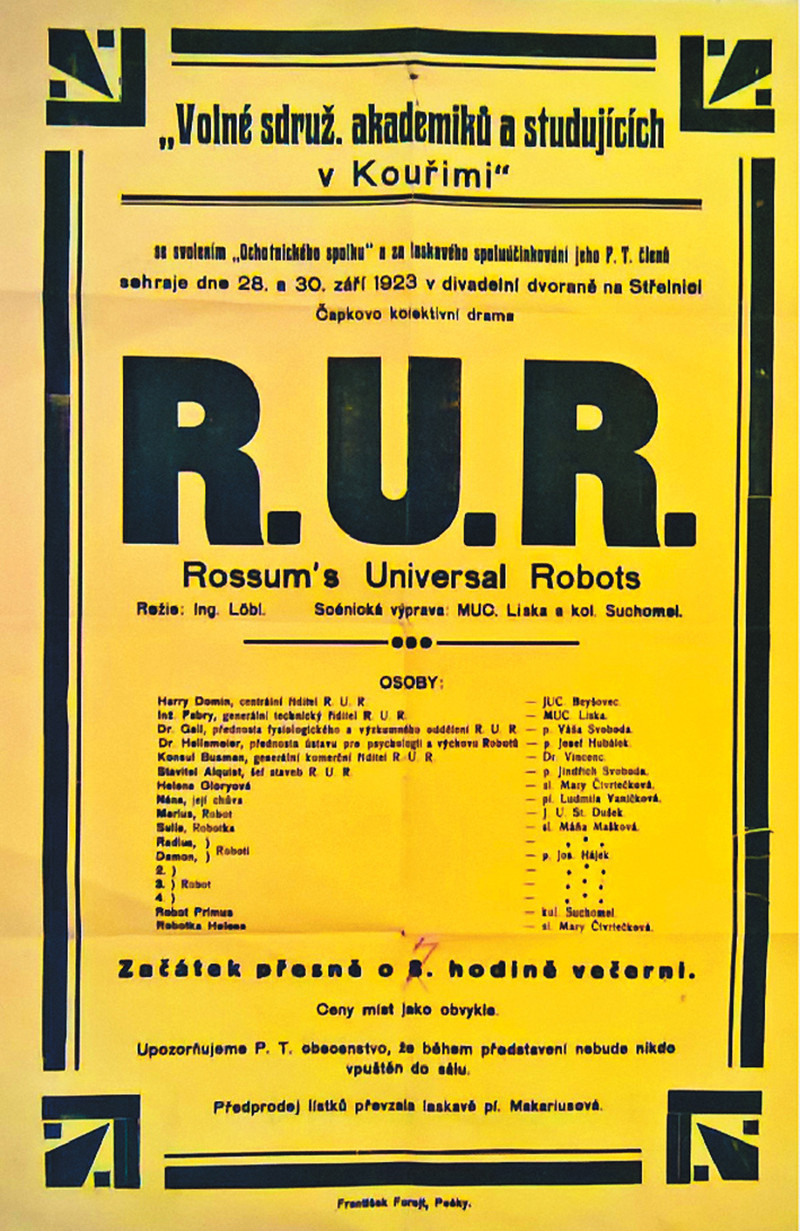 „Volné sdruž. akademiků a studujících
v Kouřimi“
se svolením „Ochotnického spolku“ a za laskavého spoluúčinkování jeho P. T. členů
sehraje dne 28. a 30. září 1923 v divadelní dvoraně na Střelnici
Čapkovo kolektivní drama
R.U.R.
Rossum's Universal Robots
Režie: Ing. Löbl. Scénická výprava: MUC. Liska a kol. Suchomel.
OSOBY:
Harry Domin, centrální ředitel R. U. R. — JUC. Beyšovec.
Inž. Fabry, generální technický ředitel R. U. R. — MUC. Liska.
Dr. Gall, přednosta fysiologického a výzkumného oddělení R. U. R. — p. Váša Svoboda.
Dr. Hallemeier, přednosta ústavu pro psychologii a výchovu Robotů — p. Josef Hubálek.
Konsul Busman, generální komerční ředitel R. U. R. — Dr. Vincenc.
Stavitel Alquist, šef staveb R. U. R. — p. Jindřich Svoboda.
Helena Gloryová — sl. Mary Čtvrtečková.
Nána, její chůva — pí. Ludmila Vaníčková.
Marius, Robot — J. U. St. Dušek.
Sulla, Robotka — sl. Máňa Mašková.
Radius, ) — * * *
Damon, ) Roboti — p. Jos. Hájek.
2. ) — * * *
3. ) Robot — * * *
4. ) — * * *
Robot Primus — kol. Suchomel.
Robotka Helena — sl. Mary Čtvrtečková.
7
Začátek přesně o 8. hodině večerní.
Ceny míst jako obvykle.
Upozorňujeme P. T. obecenstvo, že během představení nebude nikdo
vpuštěn do sálu.
Předprodej lístků převzala laskavě pí. Makariusová.
František Forejt, Pečky.